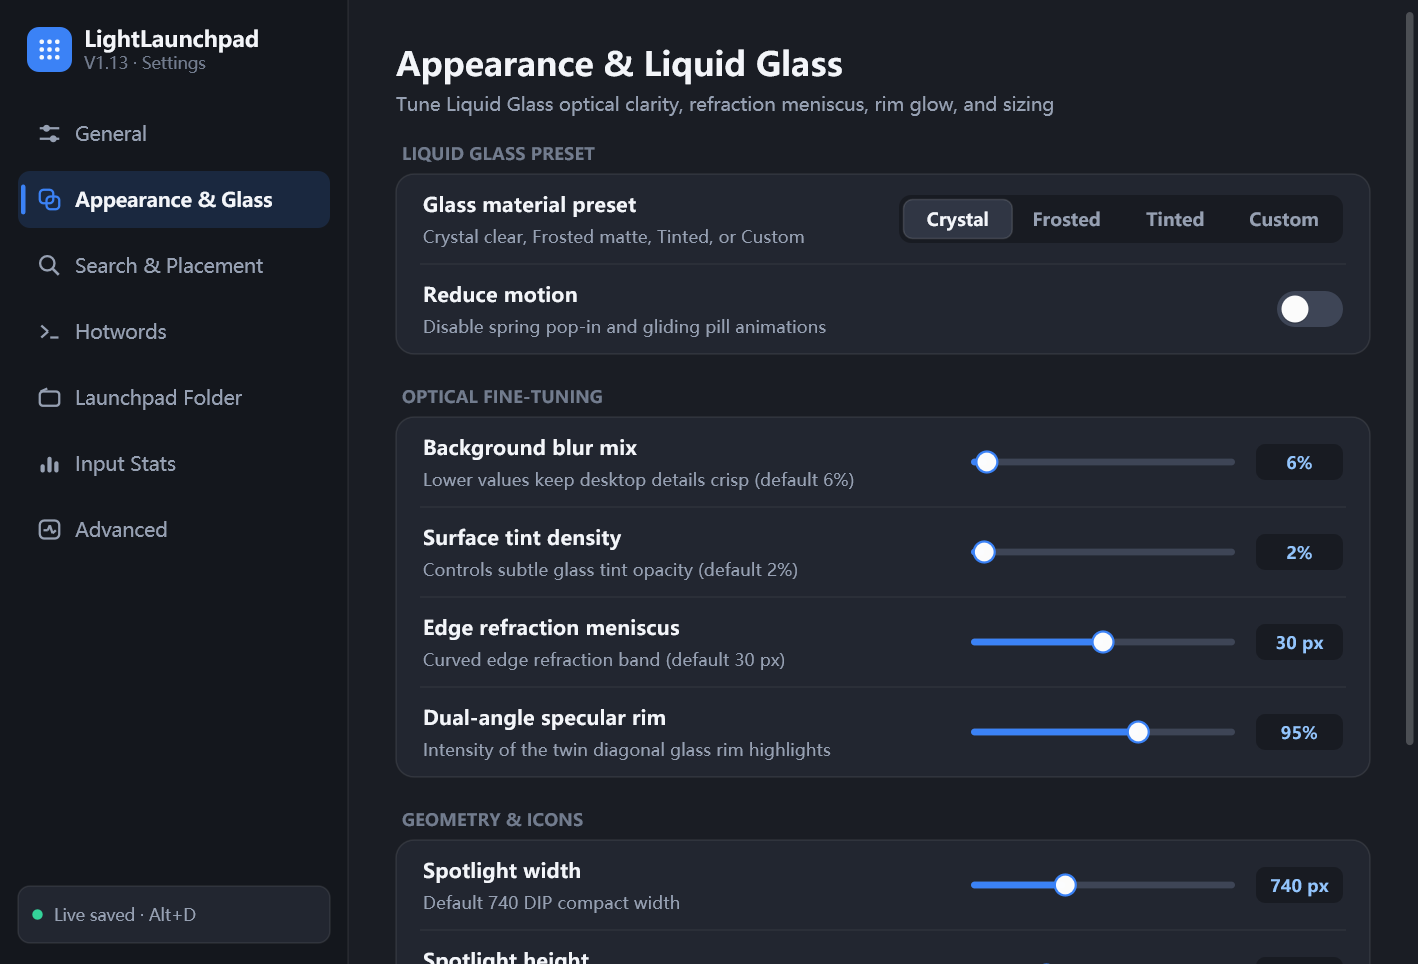 LightLaunchpad
V1.13 · Settings
General
Appearance & Glass
Search & Placement
Hotwords
Launchpad Folder
Input Stats
Advanced
Live saved · Alt+D
Appearance & Liquid Glass
Tune Liquid Glass optical clarity, refraction meniscus, rim glow, and sizing
LIQUID GLASS PRESET
Glass material preset
Crystal clear, Frosted matte, Tinted, or Custom
Crystal Frosted Tinted Custom
Reduce motion
Disable spring pop-in and gliding pill animations
OPTICAL FINE-TUNING
Background blur mix
Lower values keep desktop details crisp (default 6%)
6%
Surface tint density
Controls subtle glass tint opacity (default 2%)
2%
Edge refraction meniscus
Curved edge refraction band (default 30 px)
30 px
Dual-angle specular rim
Intensity of the twin diagonal glass rim highlights
95%
GEOMETRY & ICONS
Spotlight width
Default 740 DIP compact width
740 px
Spotlight height